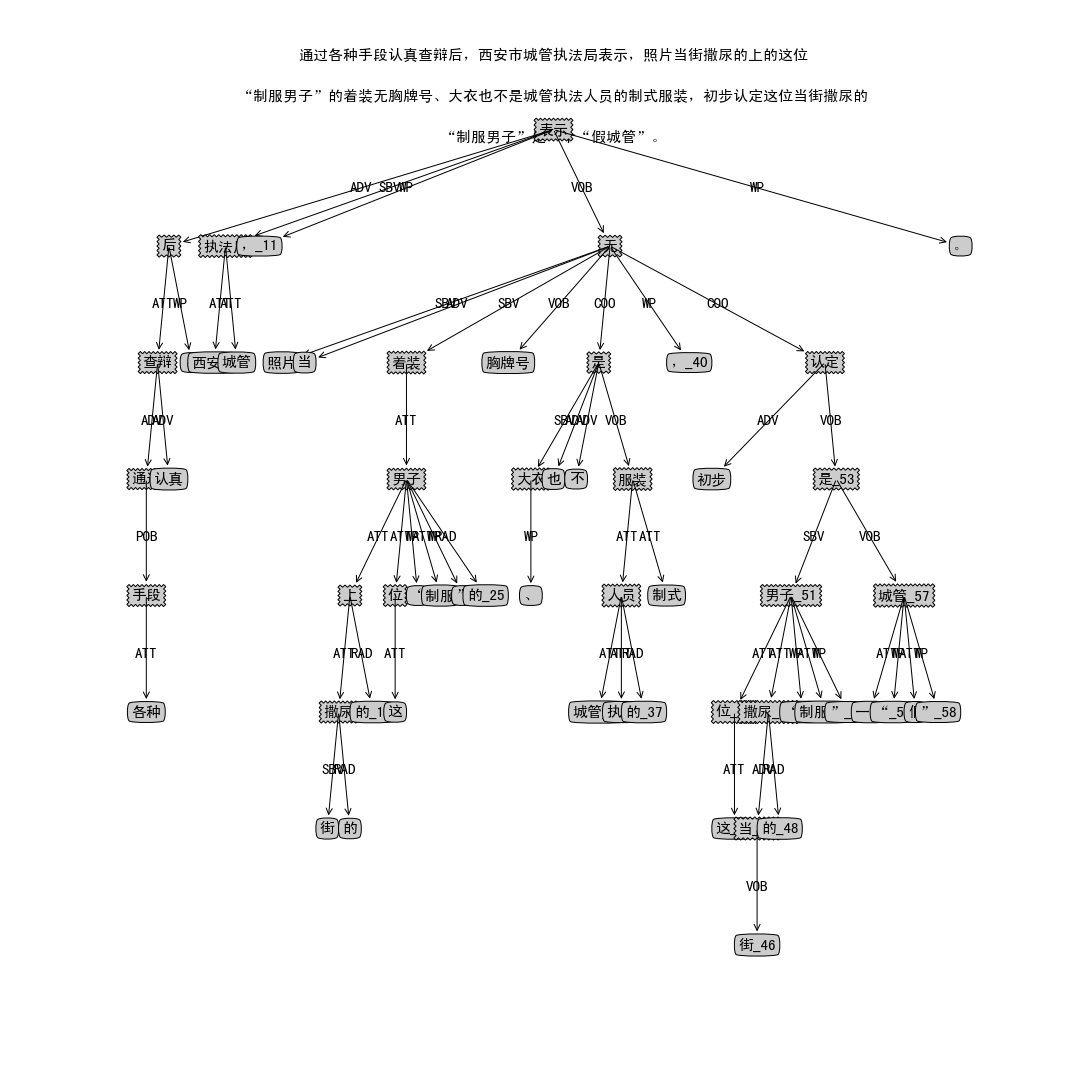 通过各种手段认真查辩后，西安市城管执法局表示，照片当街撒尿的上的这位
“制服男子”的着装无胸牌号、大衣也不是城管执法人员的制式服装，初步认定这位当街撒尿的
“制服男子” “假城管”。
表示
ADV SBV WP VOB WP
后 执法 ，_11 无 。
ATT WP ATT ATT SBV ADV SBV VOB COO WP COO
查辩 西安 城管 照片 当 着装 胸牌号 是 ，_40 认定
ADV ADV ATT SBV ADV ADV VOB ADV VOB
通过 认真 男子 大衣 也 不 服装 初步 是_53
POB ATT ATT WP ATT WP RAD WP ATT ATT SBV VOB
手段 上 位 “ 制服 ” 的_25 、 人员 制式 男子_51 城管_57
ATT ATT RAD ATT ATT ATT RAD ATT ATT WP ATT WP ATT WP ATT WP
各种 撒尿 的_1 这 城管 执 的_37 位_ 撒尿_ “ 制服 ”_ 一 “_5 ”_58
SBV RAD ATT ADV RAD
街 的 这_ 当_ 的_48
VOB
街_46